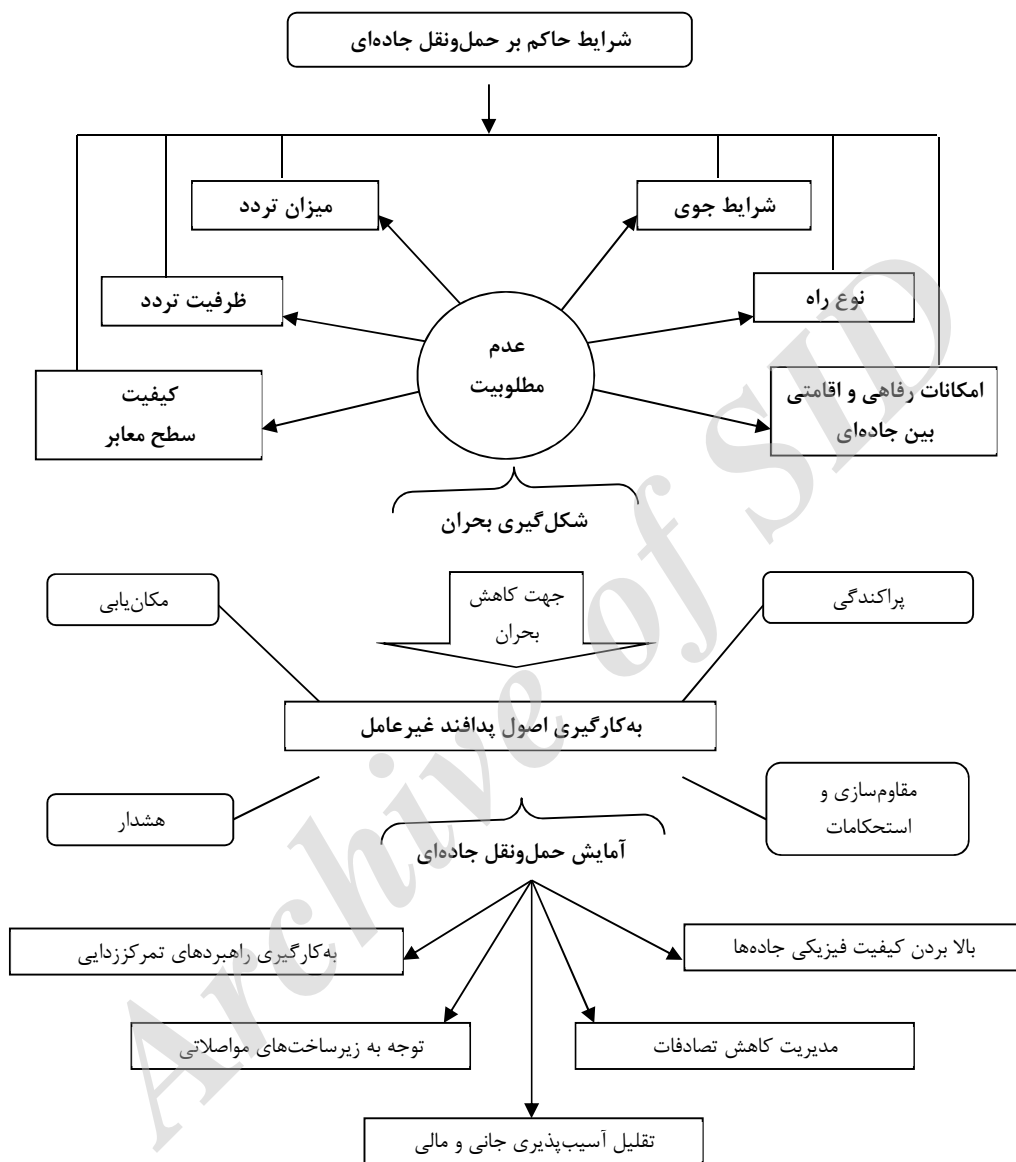 شرایط حاکم بر حمل‌ونقل جاده‌ای
شرایط جوی
میزان تردد
نوع راه
ظرفیت تردد
عدم
مطلوبیت
امکانات رفاهی و اقامتی
بین جاده‌ای
کیفیت
سطح معابر
شکل‌گیری بحران
پراکندگی
جهت کاهش
بحران
مکان‌یابی
به‌کارگیری اصول پدافند غیرعامل
مقاوم‌سازی و
استحکامات
هشدار
آمایش حمل‌ونقل جاده‌ای
بالا بردن کیفیت فیزیکی جاده‌ها
به‌کارگیری راهبردهای تمرکززدایی
مدیریت کاهش تصادفات
توجه به زیرساخت‌های مواصلاتی
تقلیل آسیب‌پذیری جانی و مالی
Archive of SID